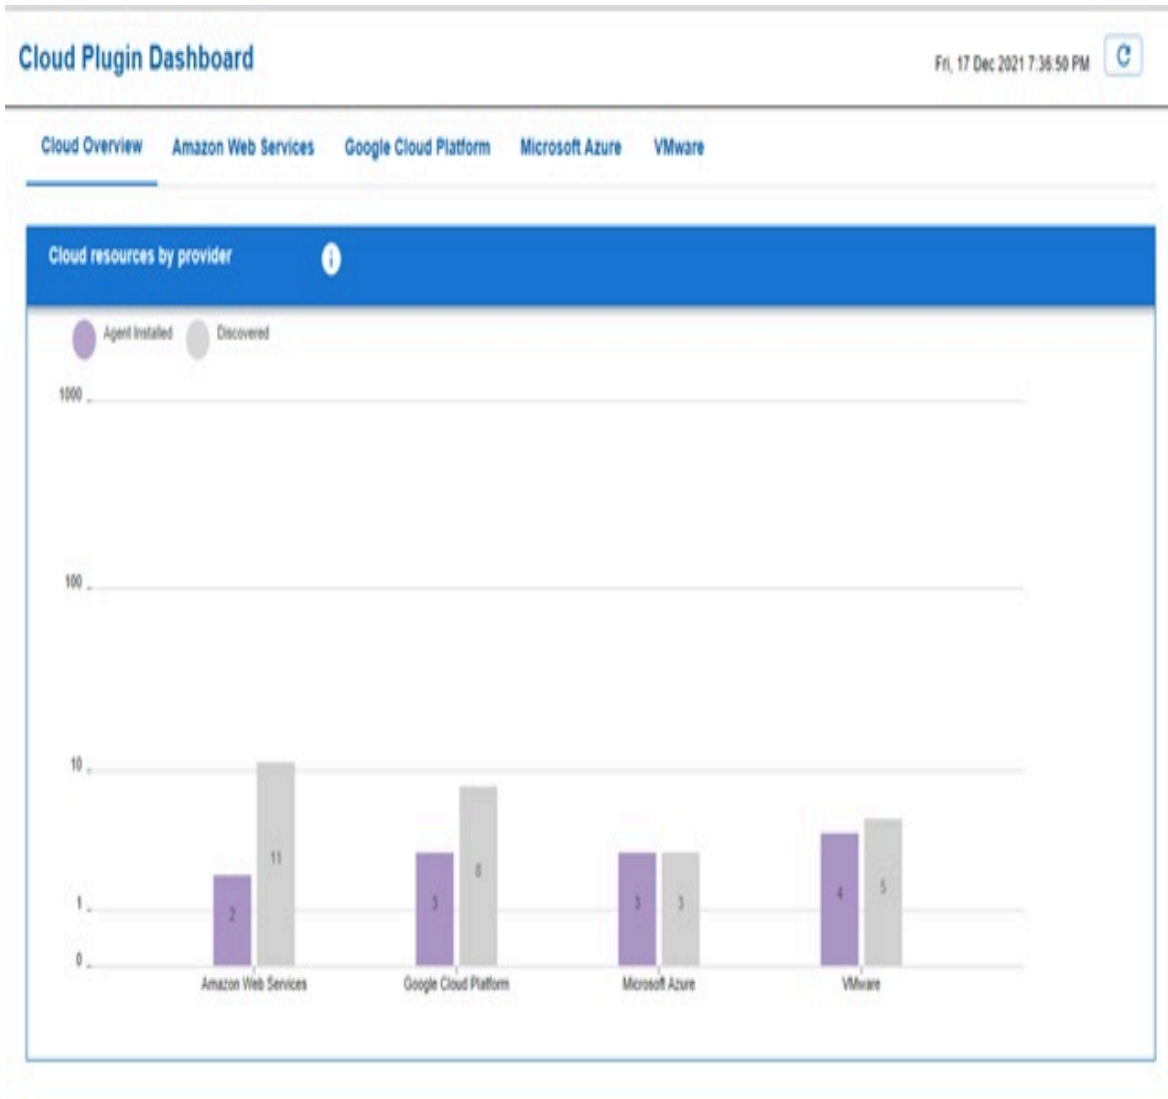 Cloud Plugin Dashboard
Fri, 17 Dec 2021 7:36:50 PM
Cloud Overview Amazon Web Services Google Cloud Platform Microsoft Azure VMware
Cloud resources by provider
Agent Installed Discovered
1000
100
10
11
8
2
3
3
3
4
5
1
0
Amazon Web Services Google Cloud Platform Microsoft Azure VMware